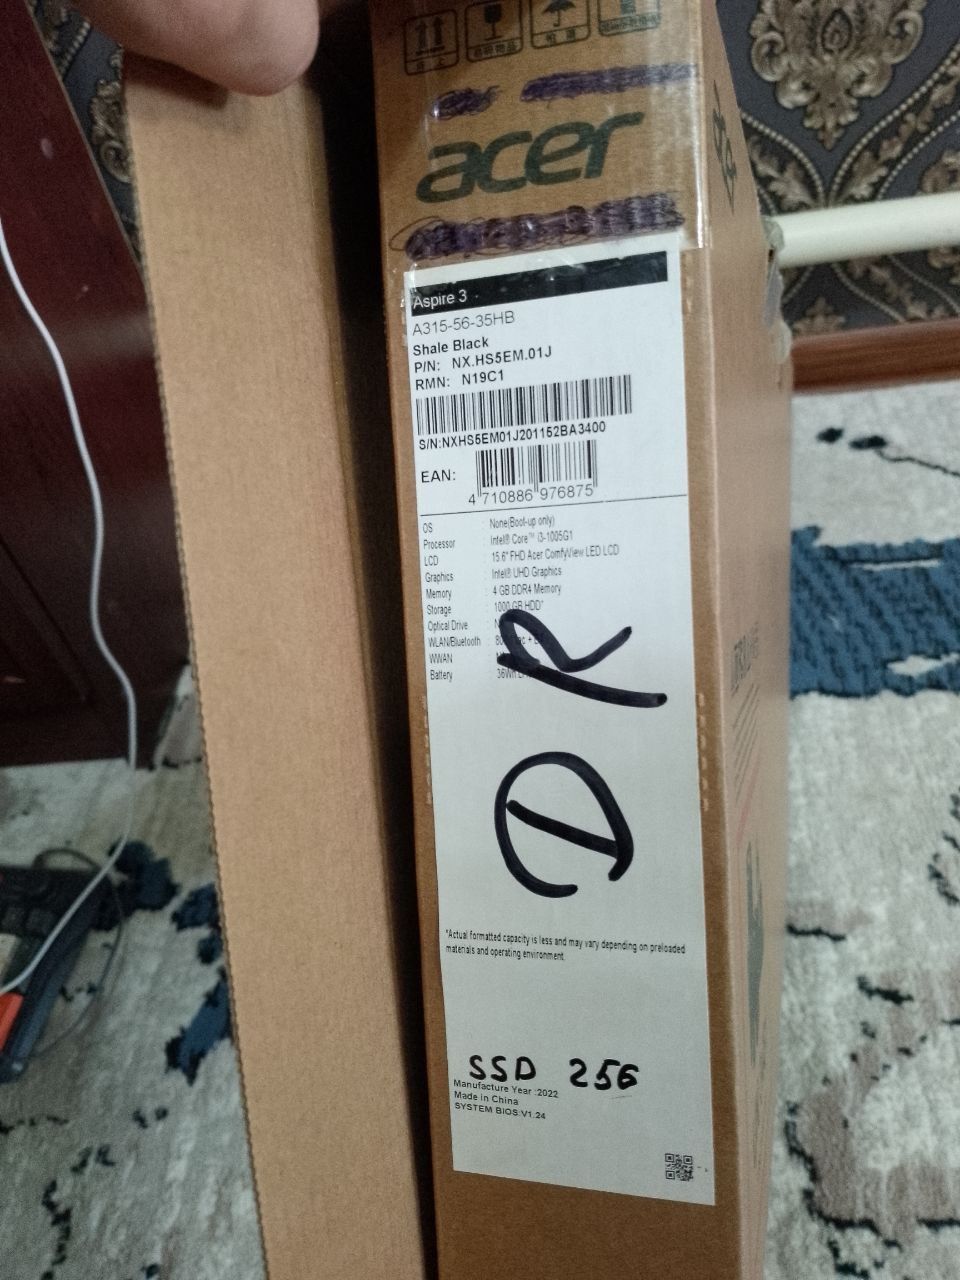 acer
Aspire 3
A315-56-35HB
Shale Black
P/N: NX.HS5EM.01J
RMN: N19C1
S/N:NXHS5EM01J201152BA3400
EAN:
4 710886 976875
OS : None(Boot-up only)
Processor : Intel® Core™ i3-1005G1
LCD : 15.6" FHD Acer ComfyView LED LCD
Graphics : Intel® UHD Graphics
Memory : 4 GB DDR4 Memory
Storage : 1000 GB HDD*
Optical Drive :
WLAN/Bluetooth :
WWAN :
Battery :
D R
*Actual formatted capacity is less and may vary depending on preloaded
materials and operating environment.
SSD 256
Manufacture Year :2022
Made in China
SYSTEM BIOS:V1.24